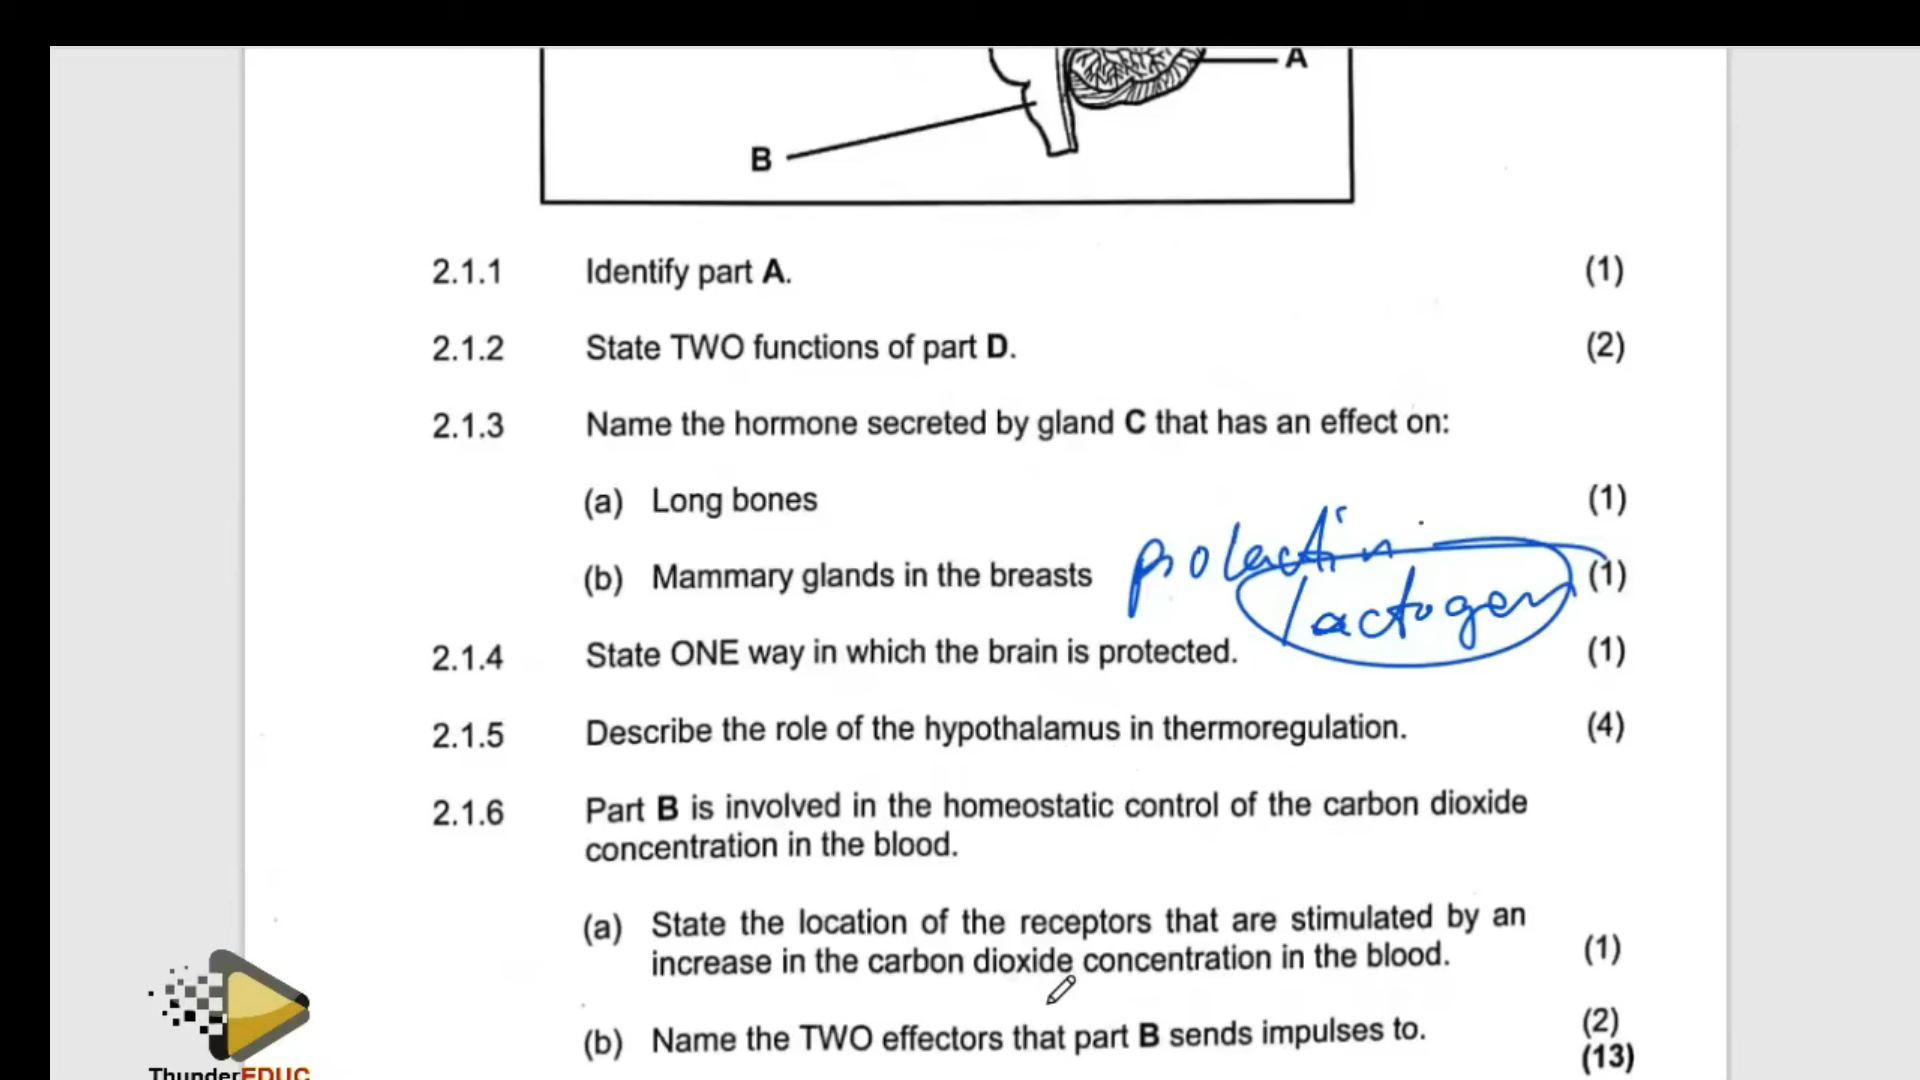 A
B
2.1.1 Identify part A. (1)
2.1.2 State TWO functions of part D. (2)
2.1.3 Name the hormone secreted by gland C that has an effect on:
(a) Long bones (1)
prolactin
(b) Mammary glands in the breasts (1)
lactogen
2.1.4 State ONE way in which the brain is protected. (1)
2.1.5 Describe the role of the hypothalamus in thermoregulation. (4)
2.1.6 Part B is involved in the homeostatic control of the carbon dioxide
concentration in the blood.
(a) State the location of the receptors that are stimulated by an
increase in the carbon dioxide concentration in the blood. (1)
(b) Name the TWO effectors that part B sends impulses to. (2)
(13)
ThunderEDUC